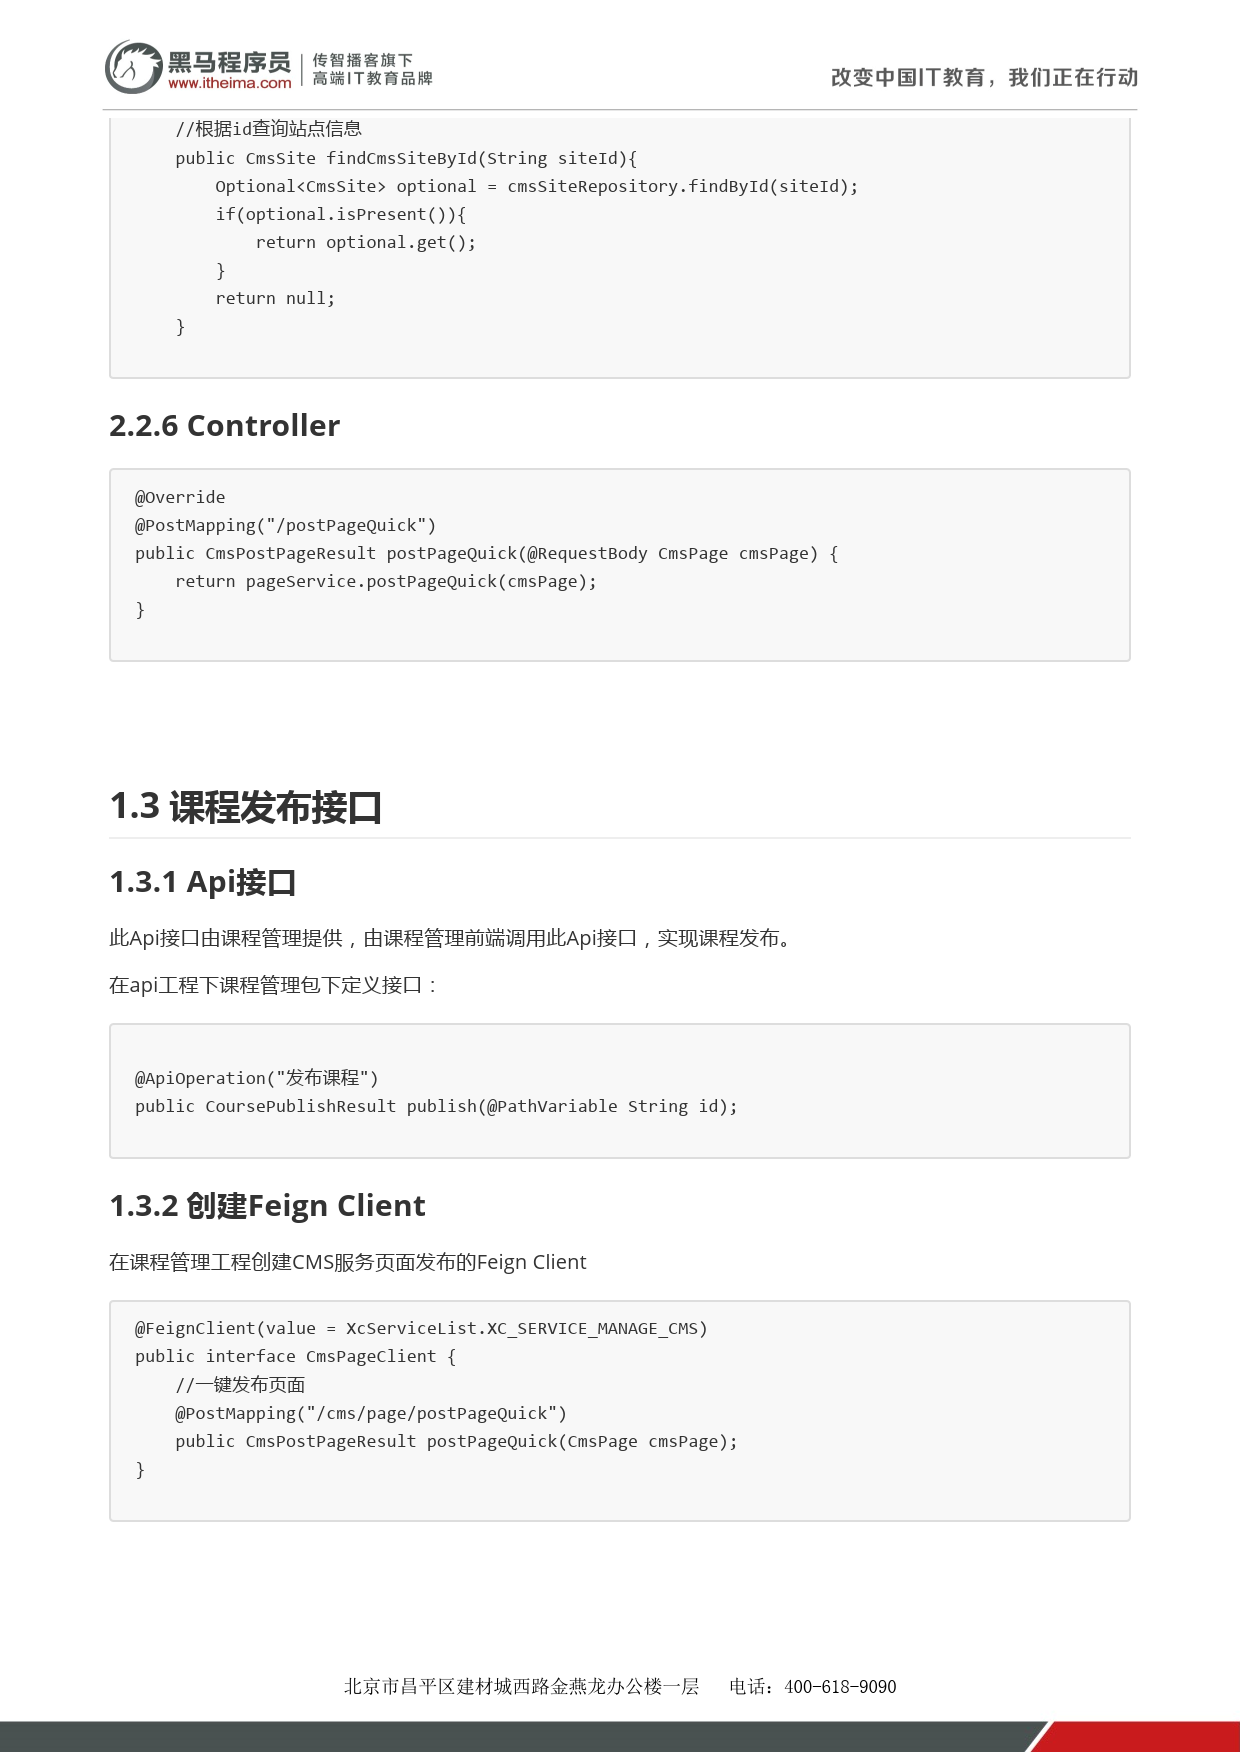 黑马程序员
www.itheima.com
传智播客旗下
高端IT教育品牌
改变中国IT教育，我们正在行动
    //根据id查询站点信息
    public CmsSite findCmsSiteById(String siteId){
        Optional<CmsSite> optional = cmsSiteRepository.findById(siteId);
        if(optional.isPresent()){
            return optional.get();
        }
        return null;
    }
2.2.6 Controller
@Override
@PostMapping("/postPageQuick")
public CmsPostPageResult postPageQuick(@RequestBody CmsPage cmsPage) {
    return pageService.postPageQuick(cmsPage);
}
1.3 课程发布接口
1.3.1 Api接口
此Api接口由课程管理提供，由课程管理前端调用此Api接口，实现课程发布。
在api工程下课程管理包下定义接口：
@ApiOperation("发布课程")
public CoursePublishResult publish(@PathVariable String id);
1.3.2 创建Feign Client
在课程管理工程创建CMS服务页面发布的Feign Client
@FeignClient(value = XcServiceList.XC_SERVICE_MANAGE_CMS)
public interface CmsPageClient {
    //一键发布页面
    @PostMapping("/cms/page/postPageQuick")
    public CmsPostPageResult postPageQuick(CmsPage cmsPage);
}
北京市昌平区建材城西路金燕龙办公楼一层 电话：400-618-9090